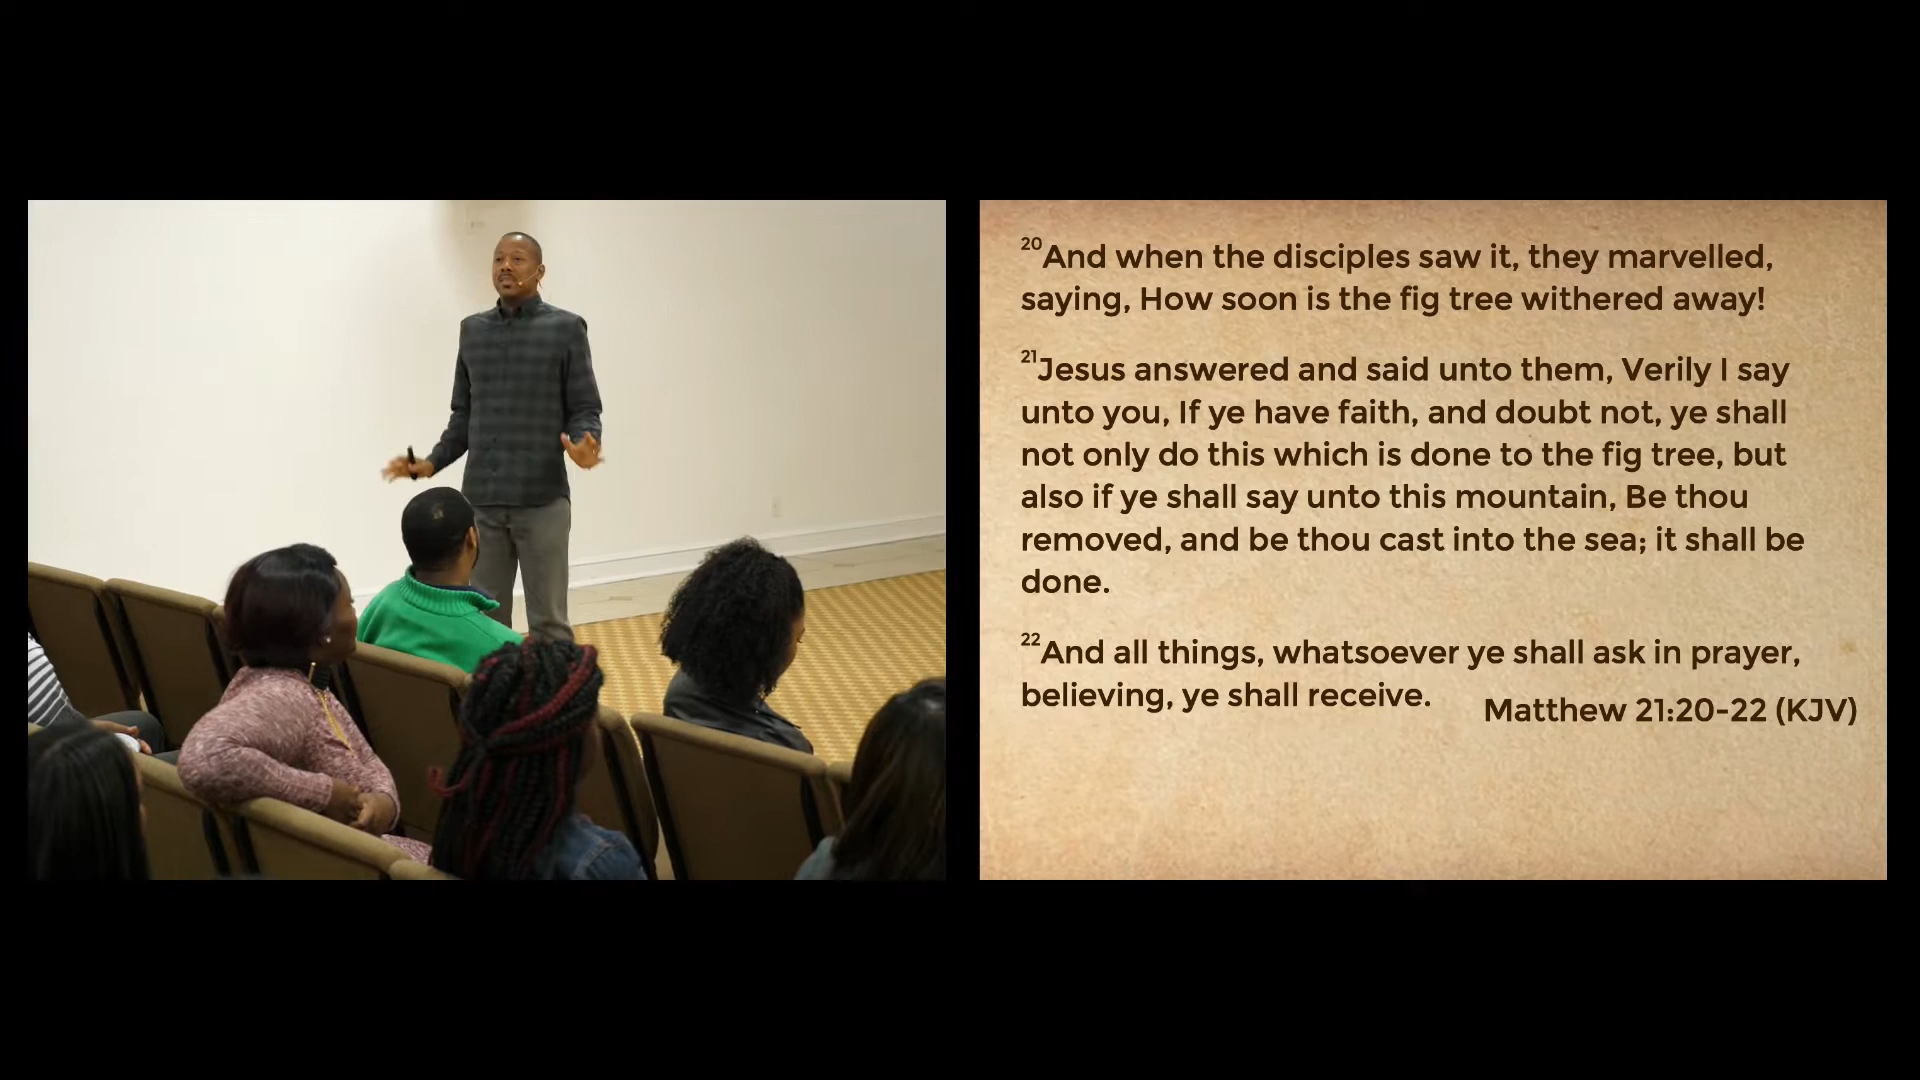 20And when the disciples saw it, they marvelled,
saying, How soon is the fig tree withered away!
21Jesus answered and said unto them, Verily I say
unto you, If ye have faith, and doubt not, ye shall
not only do this which is done to the fig tree, but
also if ye shall say unto this mountain, Be thou
removed, and be thou cast into the sea; it shall be
done.
22And all things, whatsoever ye shall ask in prayer,
believing, ye shall receive.
Matthew 21:20-22 (KJV)